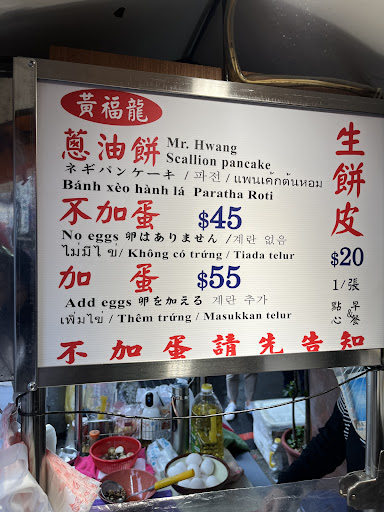 黃福龍
蔥油餅
Mr. Hwang
Scallion pancake
ネギパンケーキ / 파전 / แพนเค้กต้นหอม
Bánh xèo hành lá Paratha Roti
不加蛋 $45
No eggs 卵はありません / 계란 없음
ไม่มีไข่ / Không có trứng / Tiada telur
加蛋 $55
Add eggs 卵を加える 계란 추가
เพิ่มไข่ / Thêm trứng / Masukkan telur
不加蛋請先告知
生餅皮
$20
1/張
早餐
&
點心